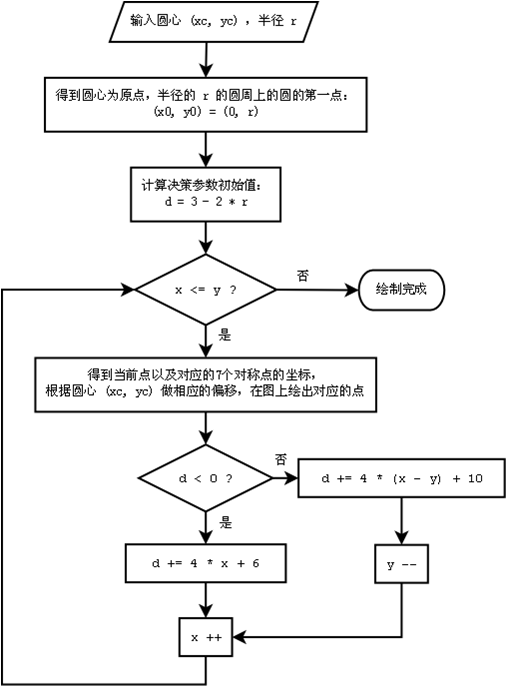 输入圆心 (xc, yc) , 半径 r
得到圆心为原点, 半径的 r 的圆周上的圆的第一点:
(x0, y0) = (0, r)
计算决策参数初始值:
d = 3 - 2 * r
x <= y ?
否
绘制完成
是
得到当前点以及对应的7个对称点的坐标,
根据圆心 (xc, yc) 做相应的偏移, 在图上绘出对应的点
d < 0 ?
否
d += 4 * (x - y) + 10
是
d += 4 * x + 6
y --
x ++